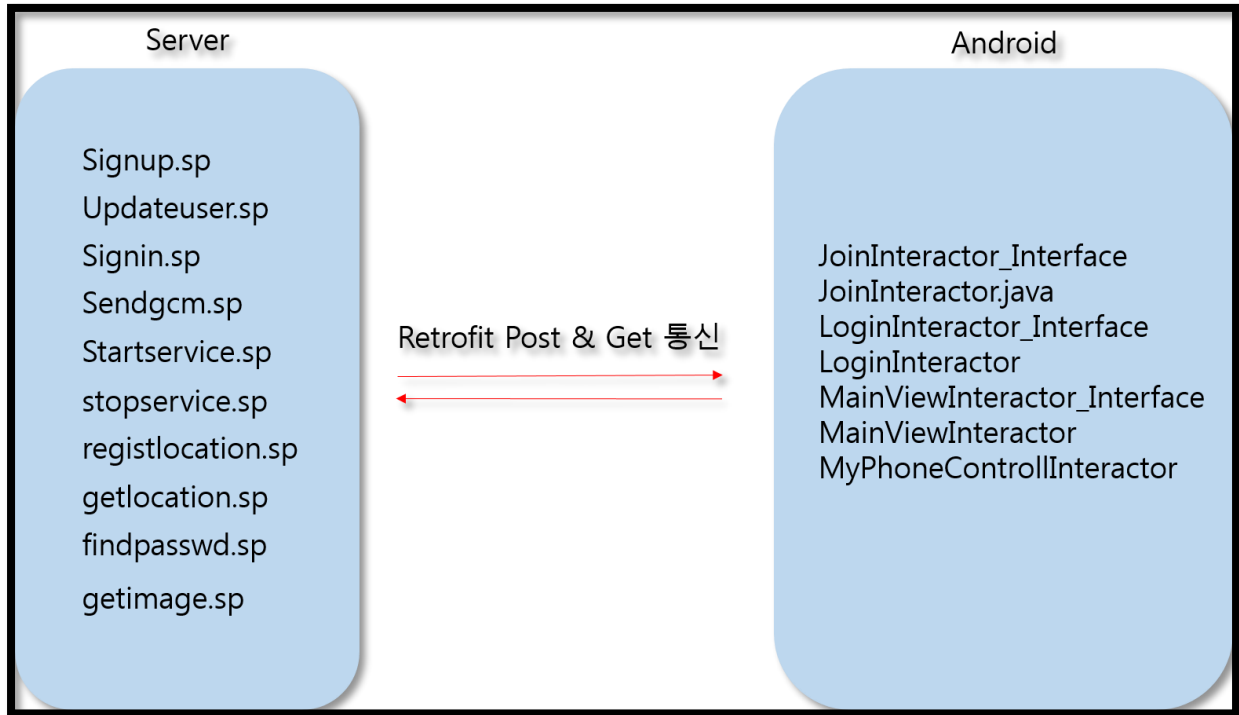 Server
Signup.sp
Updateuser.sp
Signin.sp
Sendgcm.sp
Startservice.sp
stopservice.sp
registlocation.sp
getlocation.sp
findpasswd.sp
getimage.sp
Retrofit Post & Get 통신
Android
JoinInteractor_Interface
JoinInteractor.java
LoginInteractor_Interface
LoginInteractor
MainViewInteractor_Interface
MainViewInteractor
MyPhoneControllInteractor